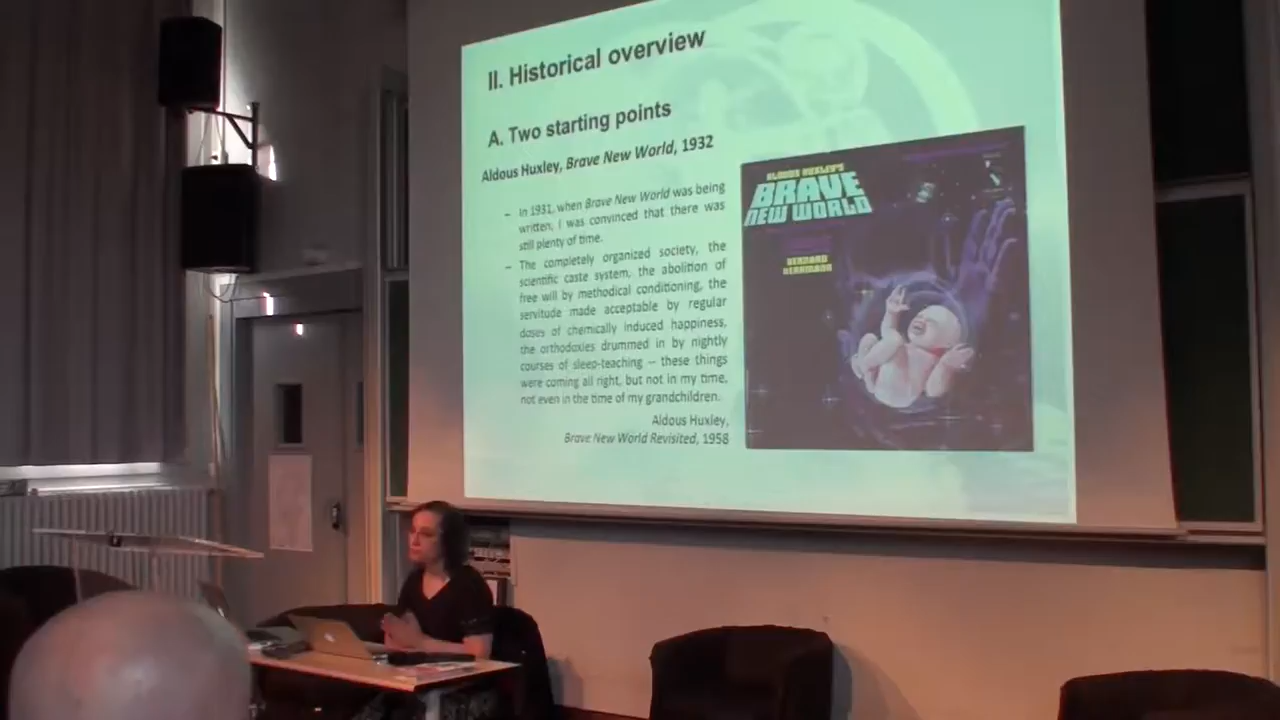 II. Historical overview
A. Two starting points
Aldous Huxley, Brave New World, 1932
– In 1931, when Brave New World was being
written, I was convinced that there was
still plenty of time.
– The completely organized society, the
scientific caste system, the abolition of
free will by methodical conditioning, the
servitude made acceptable by regular
doses of chemically induced happiness,
the orthodoxies drummed in by nightly
courses of sleep-teaching – these things
were coming all right, but not in my time,
not even in the time of my grandchildren.
Aldous Huxley,
Brave New World Revisited, 1958
ALDOUS HUXLEY'S
BRAVE
NEW WORLD
BERNARD
HERRMANN